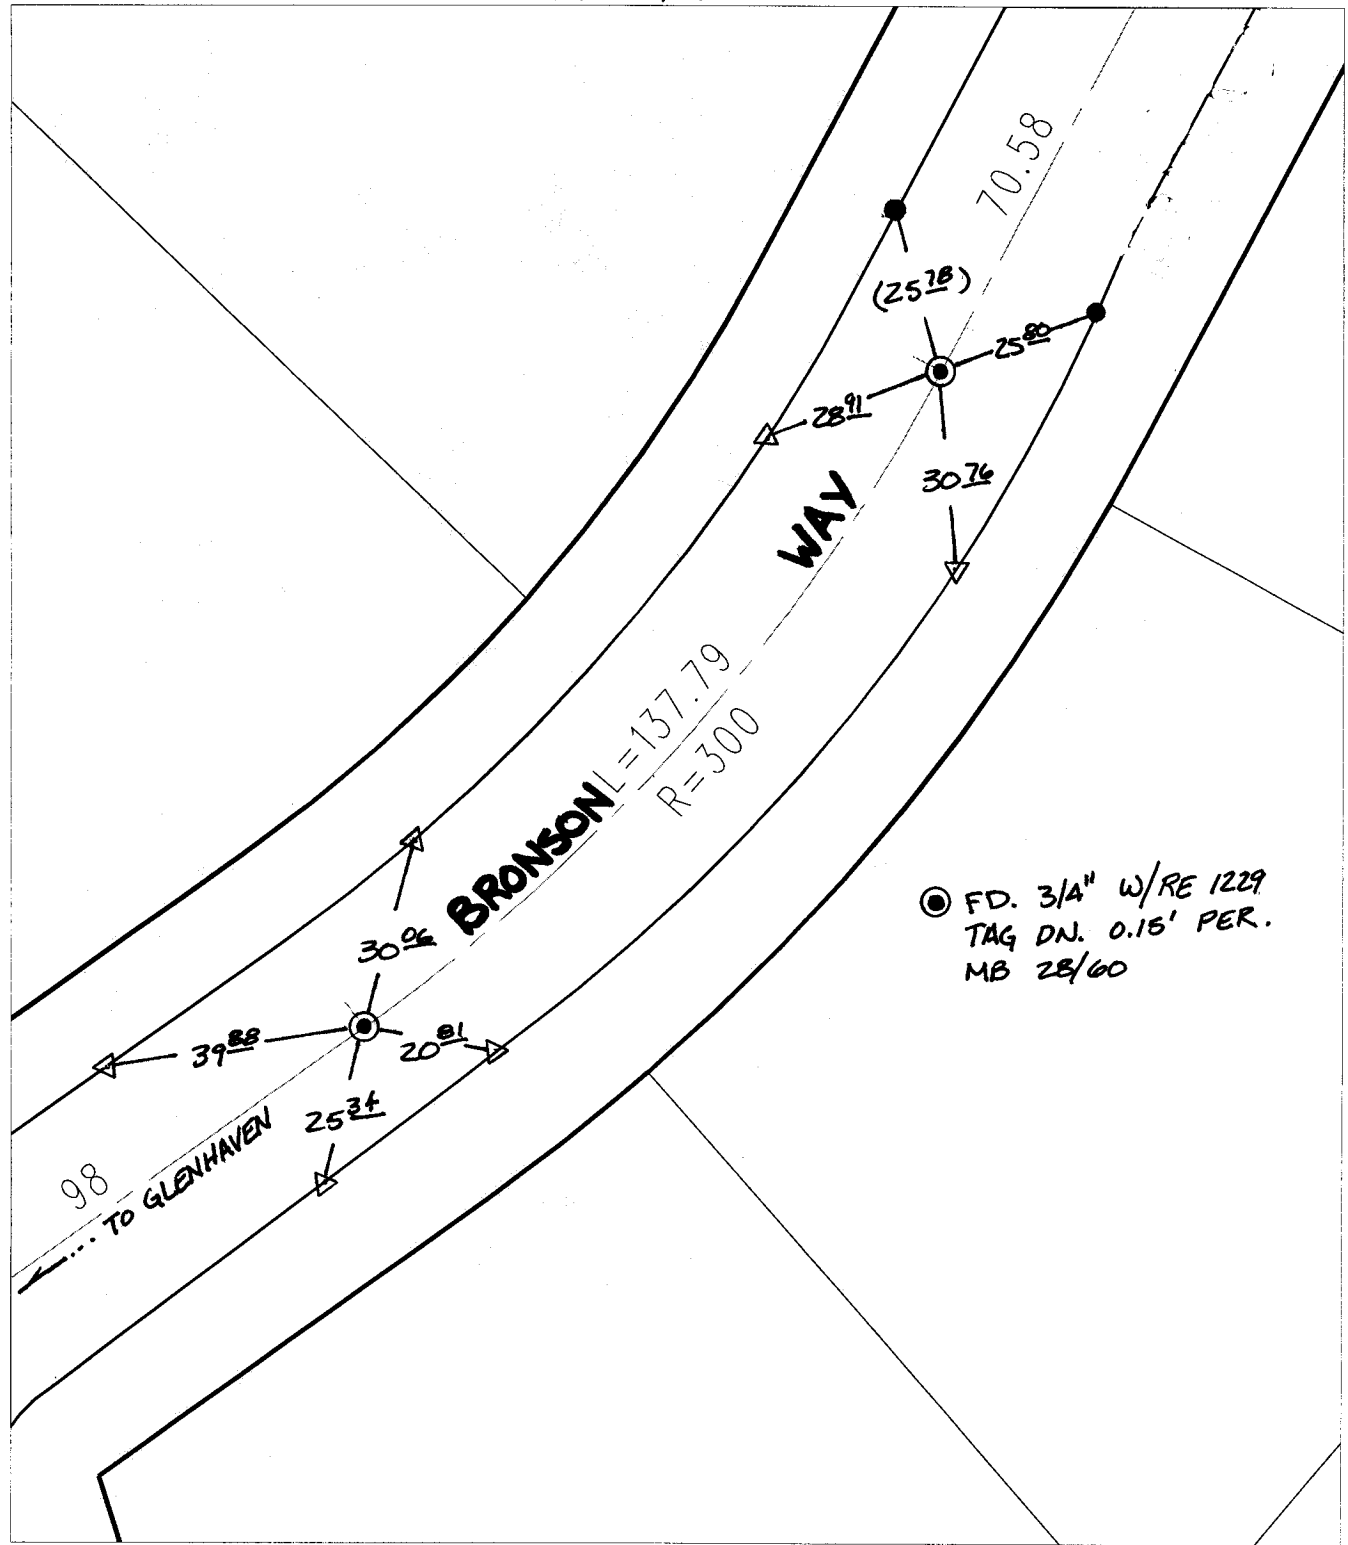 70.58
(25 78)
25 80
28 91
30 76
WAY
L=137.79
R=300
BRONSON
FD. 3/4" W/RE 1229
TAG DN. 0.15' PER.
MB 28/60
30 06
39 88
20 81
25 34
98
TO GLENHAVEN